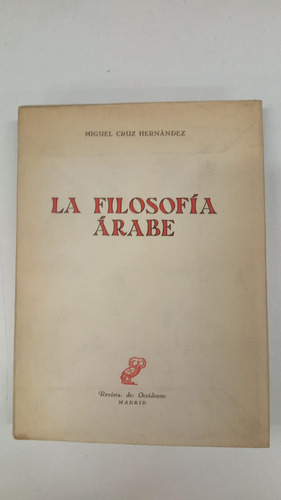 MIGUEL CRUZ HERNÁNDEZ
LA FILOSOFÍA
ÁRABE
Revista de Occidente
MADRID